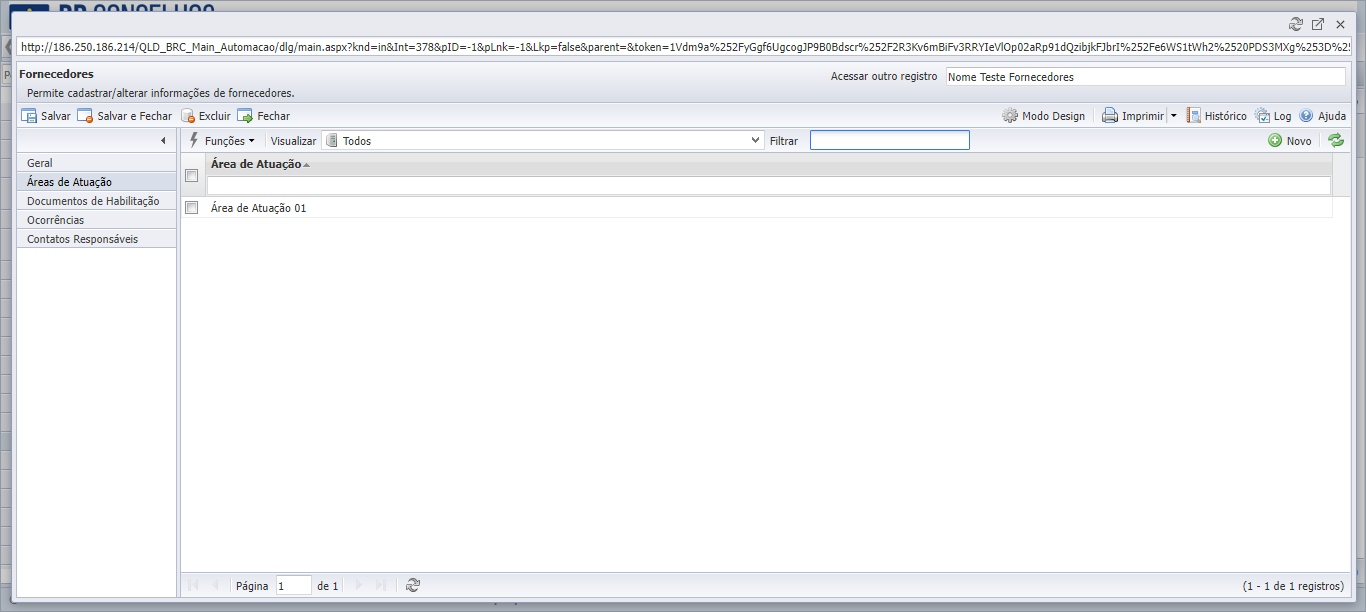 http://186.250.186.214/QLD_BRC_Main_Automacao/dlg/main.aspx?knd=in&Int=378&pID=-1&pLnk=-1&Lkp=false&parent=&token=1Vdm9a%252FyGgf6UgcogJP9B0Bdscr%252F2R3Kv6mBiFv3RRYIeVlOp02aRp91dQzibjkFJbrI%252Fe6WS1tWh2%2520PDS3MXg%253D%25
Fornecedores
Acessar outro registro Nome Teste Fornecedores
Permite cadastrar/alterar informações de fornecedores.
Salvar Salvar e Fechar Excluir Fechar Modo Design Imprimir Histórico Log Ajuda
Funções Visualizar Todos Filtrar Novo
Geral
Áreas de Atuação
Documentos de Habilitação
Ocorrências
Contatos Responsáveis
Área de Atuação
Área de Atuação 01
Página 1 de 1 (1 - 1 de 1 registros)